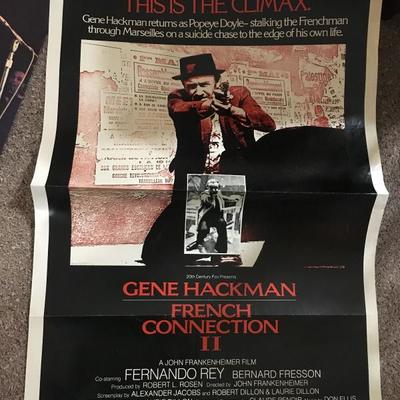 THIS IS THE CLIMAX.
Gene Hackman returns as Popeye Doyle–stalking the Frenchman
through Marseilles on a suicide chase to the edge of his own life.
20th Century Fox Presents
GENE HACKMAN
FRENCH
CONNECTION
II
A JOHN FRANKENHEIMER FILM
Co-starring FERNANDO REY BERNARD FRESSON
Produced by ROBERT L. ROSEN Directed by JOHN FRANKENHEIMER
Screenplay by ALEXANDER JACOBS and ROBERT DILLON & LAURIE DILLON
DON ELLIS